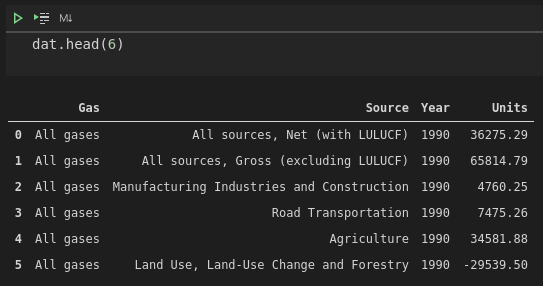 M↓
dat.head(6)
Gas Source Year Units
0 All gases All sources, Net (with LULUCF) 1990 36275.29
1 All gases All sources, Gross (excluding LULUCF) 1990 65814.79
2 All gases Manufacturing Industries and Construction 1990 4760.25
3 All gases Road Transportation 1990 7475.26
4 All gases Agriculture 1990 34581.88
5 All gases Land Use, Land-Use Change and Forestry 1990 -29539.50